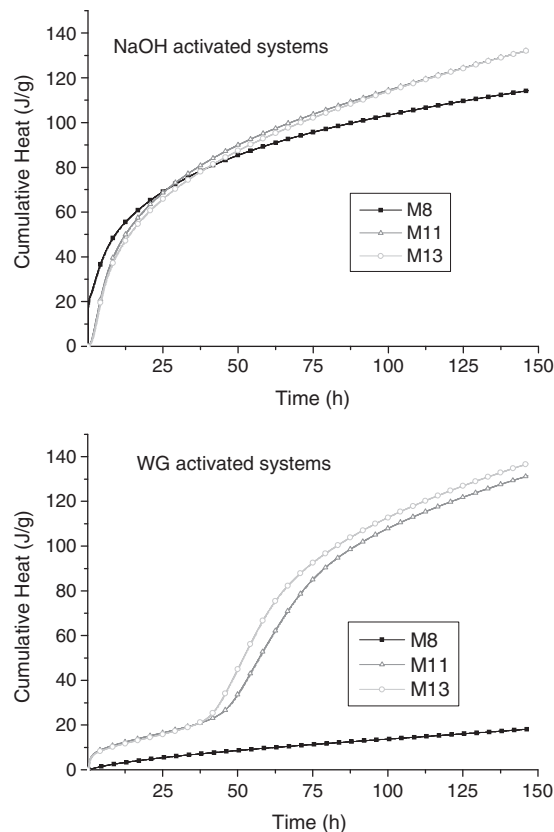 NaOH activated systems
Cumulative Heat (J/g)
140
120
100
80
60
40
20
0
M8
M11
M13
25
50
75
100
125
150
Time (h)
WG activated systems
Cumulative Heat (J/g)
140
120
100
80
60
40
20
0
M8
M11
M13
25
50
75
100
125
150
Time (h)